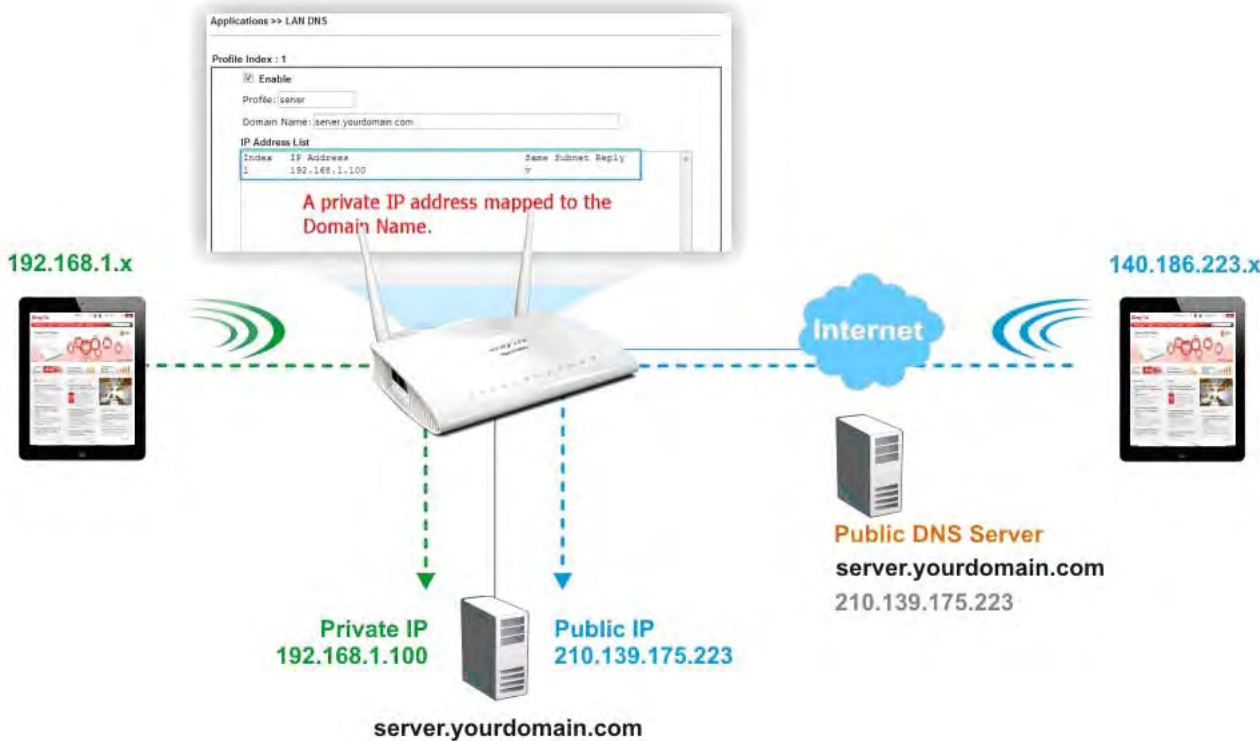 Applications >> LAN DNS
Profile Index : 1
Enable
Profile: server
Domain Name: server.yourdomain.com
IP Address List
Index IP Address Same Subnet Reply
1 192.168.1.100 v
A private IP address mapped to the
Domain Name.
192.168.1.x
140.186.223.x
Internet
Public DNS Server
server.yourdomain.com
210.139.175.223
Private IP
192.168.1.100
Public IP
210.139.175.223
server.yourdomain.com